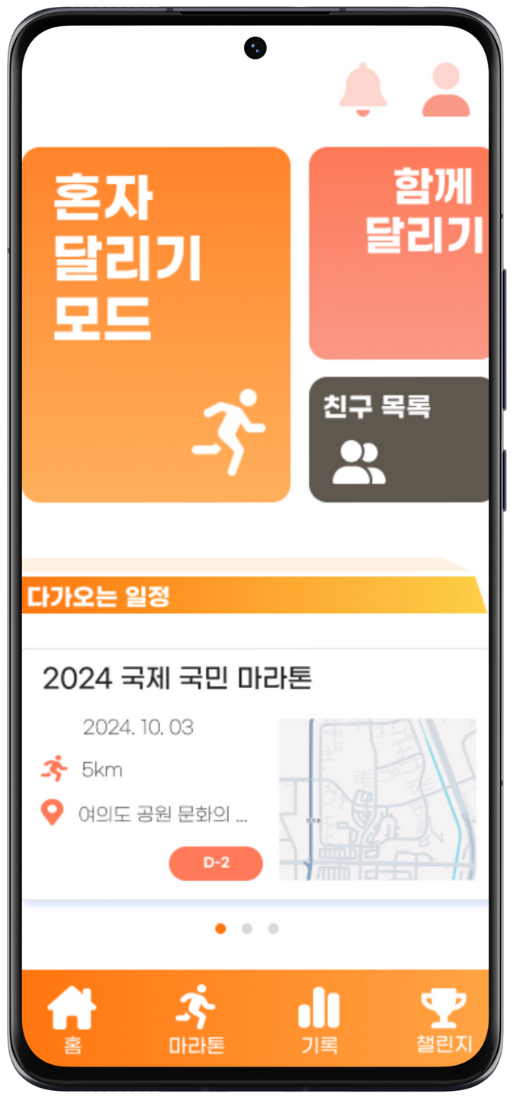 혼자
달리기
모드
함께
달리기
친구 목록
다가오는 일정
2024 국제 국민 마라톤
2024. 10. 03
5km
여의도 공원 문화의 ...
D-2
홈
마라톤
기록
챌린지